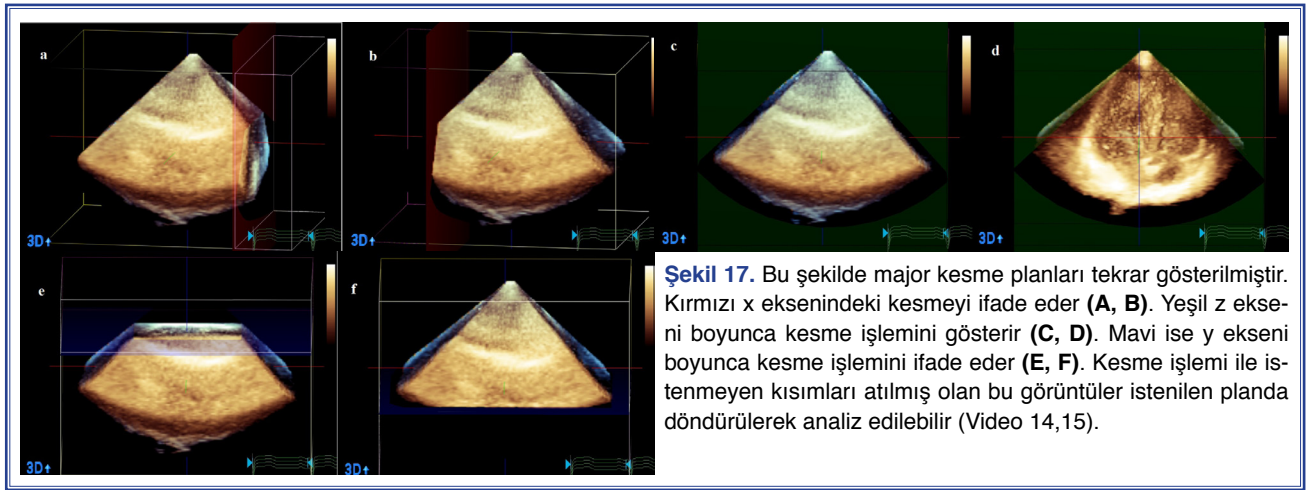 a
b
c
d
3D
3D
3D
3D
e
f
3D
3D
Şekil 17. Bu şekilde major kesme planları tekrar gösterilmiştir.
Kırmızı x eksenindeki kesmeyi ifade eder (A, B). Yeşil z ekse-
ni boyunca kesme işlemini gösterir (C, D). Mavi ise y ekseni
boyunca kesme işlemini ifade eder (E, F). Kesme işlemi ile is-
tenmeyen kısımları atılmış olan bu görüntüler istenilen planda
döndürülerek analiz edilebilir (Video 14,15).